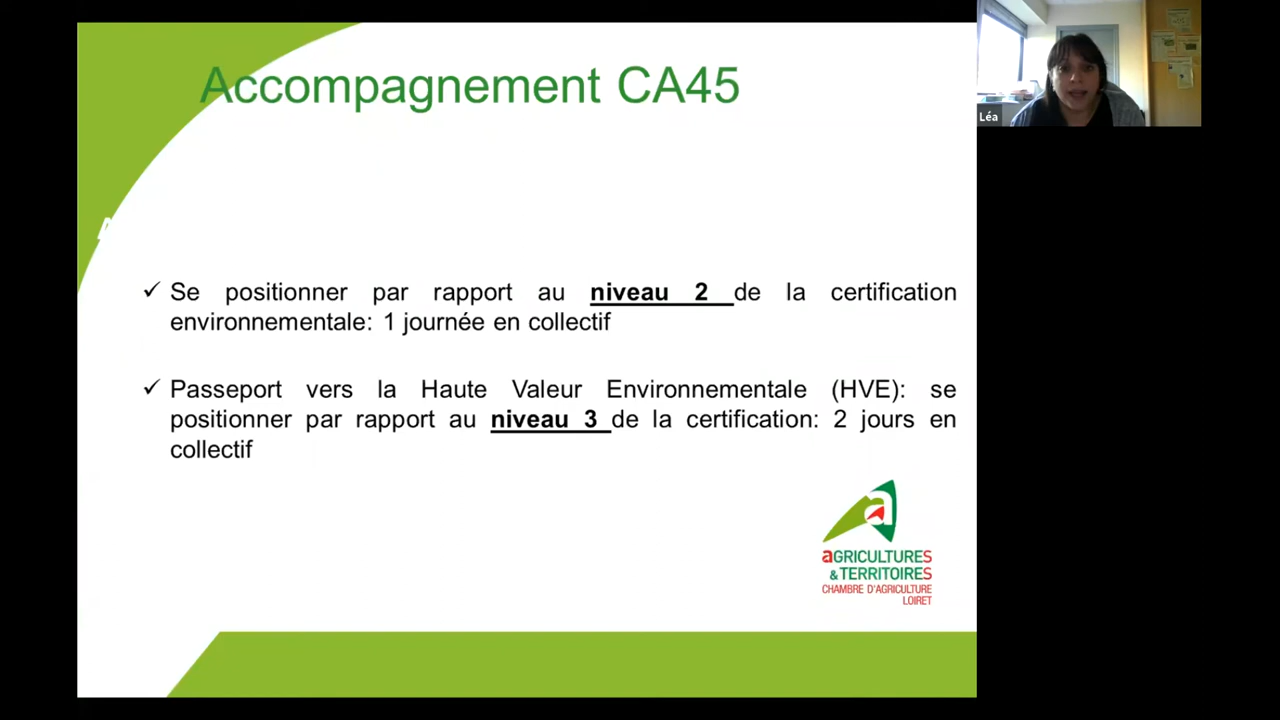 Accompagnement CA45
Léa
A
✓ Se positionner par rapport au niveau 2 de la certification
environnementale: 1 journée en collectif
✓ Passeport vers la Haute Valeur Environnementale (HVE): se
positionner par rapport au niveau 3 de la certification: 2 jours en
collectif
aGRICULTURES
& TERRITOIRES
CHAMBRE D'AGRICULTURE
LOIRET